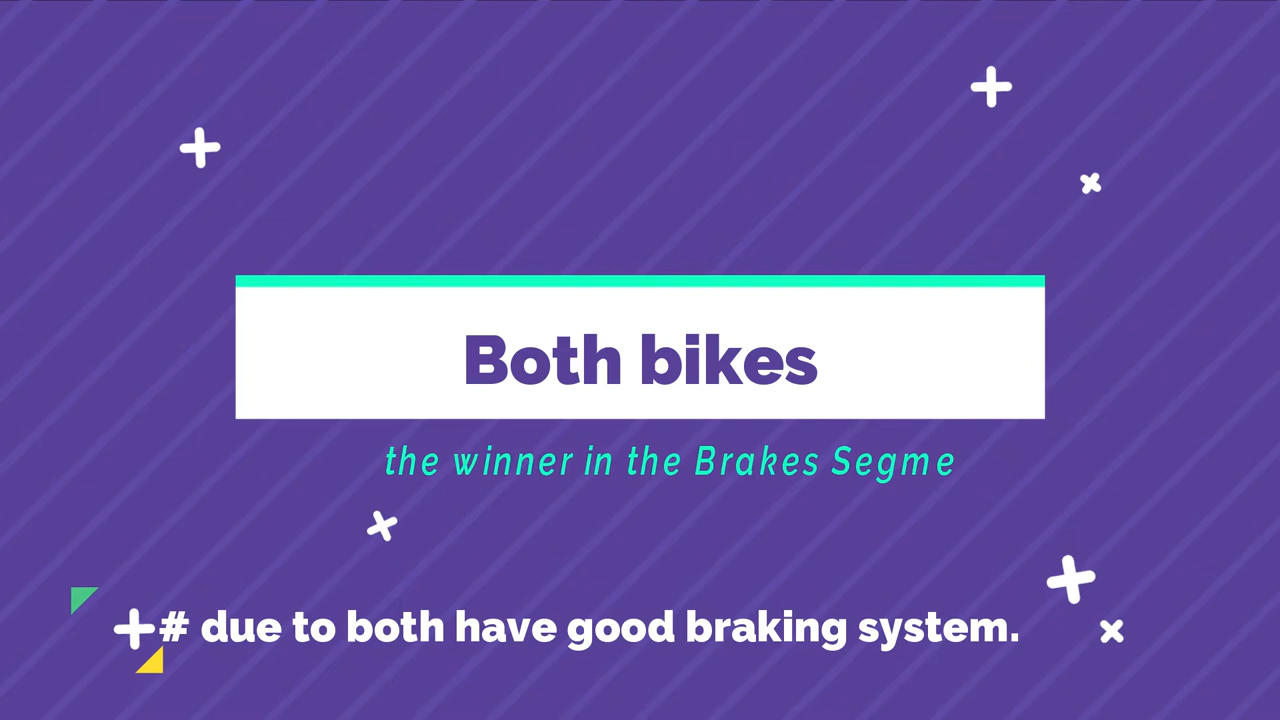 Both bikes
the winner in the Brakes Segme
# due to both have good braking system.